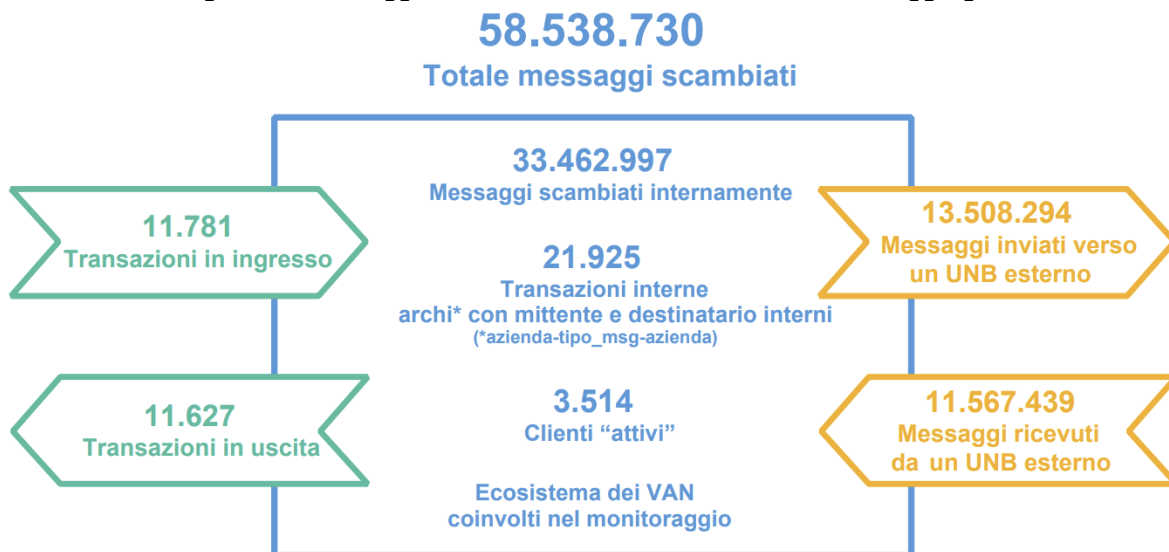 58.538.730
Totale messaggi scambiati
33.462.997
Messaggi scambiati internamente
11.781
Transazioni in ingresso
13.508.294
Messaggi inviati verso
un UNB esterno
21.925
Transazioni interne
archi* con mittente e destinatario interni
(*azienda-tipo_msg-azienda)
11.627
Transazioni in uscita
3.514
Clienti “attivi”
11.567.439
Messaggi ricevuti
da un UNB esterno
Ecosistema dei VAN
coinvolti nel monitoraggio